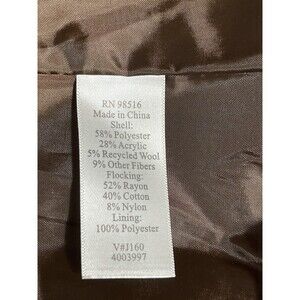 RN 98516
Made in China
Shell:
58% Polyester
28% Acrylic
5% Recycled Wool
9% Other Fibers
Flocking:
52% Rayon
40% Cotton
8% Nylon
Lining:
100% Polyester
V#J160
4003997